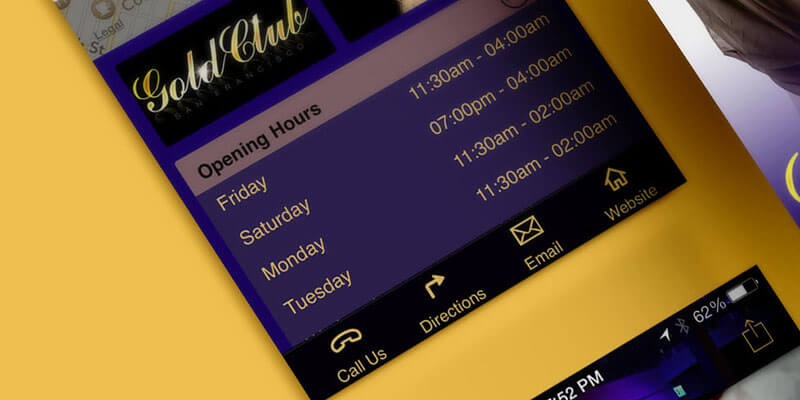 Legal
St
Gold Club
SAN FRANCISCO
Opening Hours
Friday 11:30am - 04:00am
Saturday 07:00pm - 04:00am
Monday 11:30am - 02:00am
Tuesday 11:30am - 02:00am
Call Us
Directions
Email
Website
62%
:52 PM